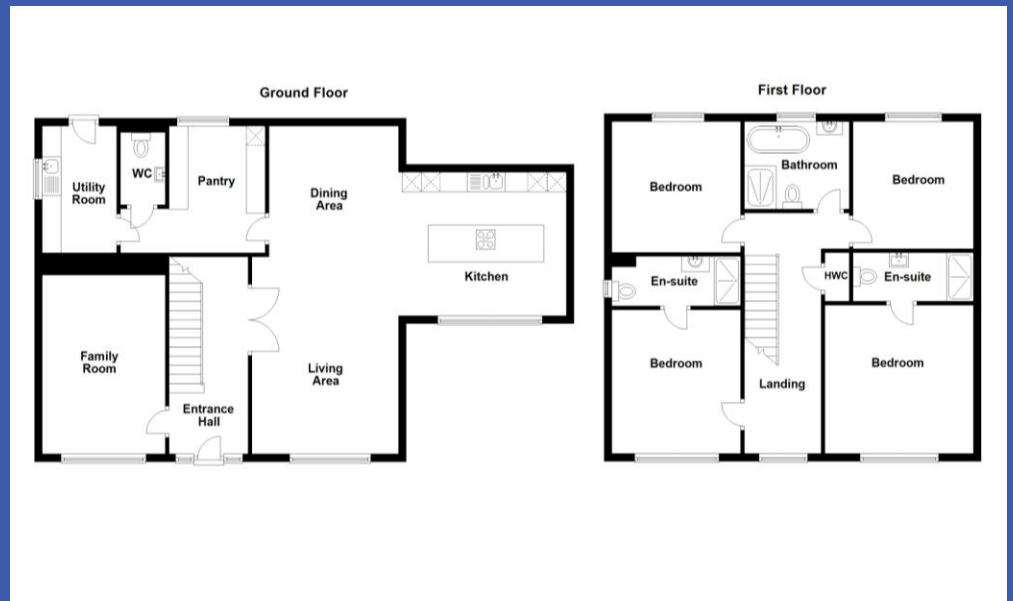 Ground Floor
Utility
Room
WC
Pantry
Dining
Area
Kitchen
Family
Room
Living
Area
Entrance
Hall
First Floor
Bedroom
Bathroom
Bedroom
En-suite
HWC
En-suite
Bedroom
Landing
Bedroom